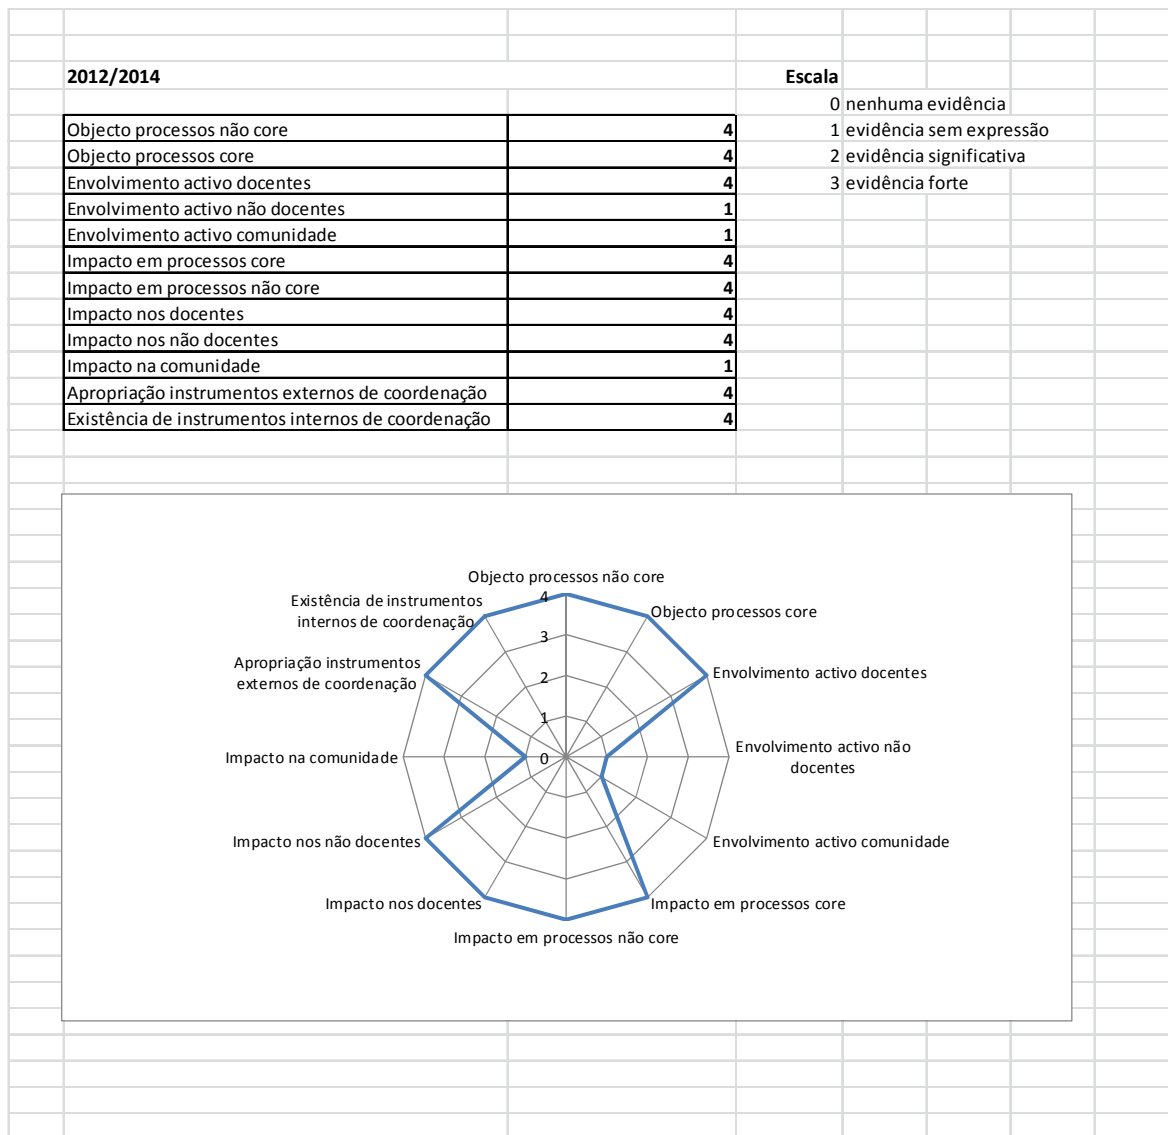 2012/2014 Escala
0 nenhuma evidência
Objecto processos não core 4 1 evidência sem expressão
Objecto processos core 4 2 evidência significativa
Envolvimento activo docentes 4 3 evidência forte
Envolvimento activo não docentes 1
Envolvimento activo comunidade 1
Impacto em processos core 4
Impacto em processos não core 4
Impacto nos docentes 4
Impacto nos não docentes 4
Impacto na comunidade 1
Apropriação instrumentos externos de coordenação 4
Existência de instrumentos internos de coordenação 4
Objecto processos não core
Objecto processos core
Envolvimento activo docentes
Envolvimento activo não
docentes
Envolvimento activo comunidade
Impacto em processos core
Impacto em processos não core
Impacto nos docentes
Impacto nos não docentes
Impacto na comunidade
Apropriação instrumentos
externos de coordenação
Existência de instrumentos
internos de coordenação
4
3
2
1
0